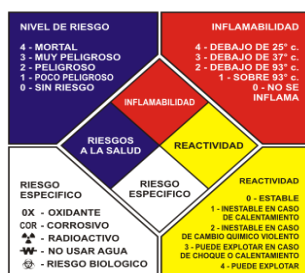 NIVEL DE RIESGO
4 - MORTAL
3 - MUY PELIGROSO
2 - PELIGROSO
1 - POCO PELIGROSO
0 - SIN RIESGO
INFLAMABILIDAD
4 - DEBAJO DE 25° c.
3 - DEBAJO DE 37° c.
2 - DEBAJO DE 93° c.
1 - SOBRE 93° c.
0 - NO SE
INFLAMA
INFLAMABILIDAD
RIESGOS
A LA SALUD
REACTIVIDAD
RIESGO
ESPECIFICO
RIESGO
ESPECIFICO
OX - OXIDANTE
COR - CORROSIVO
- RADIOACTIVO
W - NO USAR AGUA
- RIESGO BIOLOGICO
REACTIVIDAD
0 - ESTABLE
1 - INESTABLE EN CASO
DE CALENTAMIENTO
2 - INESTABLE EN CASO
DE CAMBIO QUIMICO VIOLENTO
3 - PUEDE EXPLOTAR EN CASO
DE CHOQUE O CALENTAMIENTO
4 - PUEDE EXPLOTAR